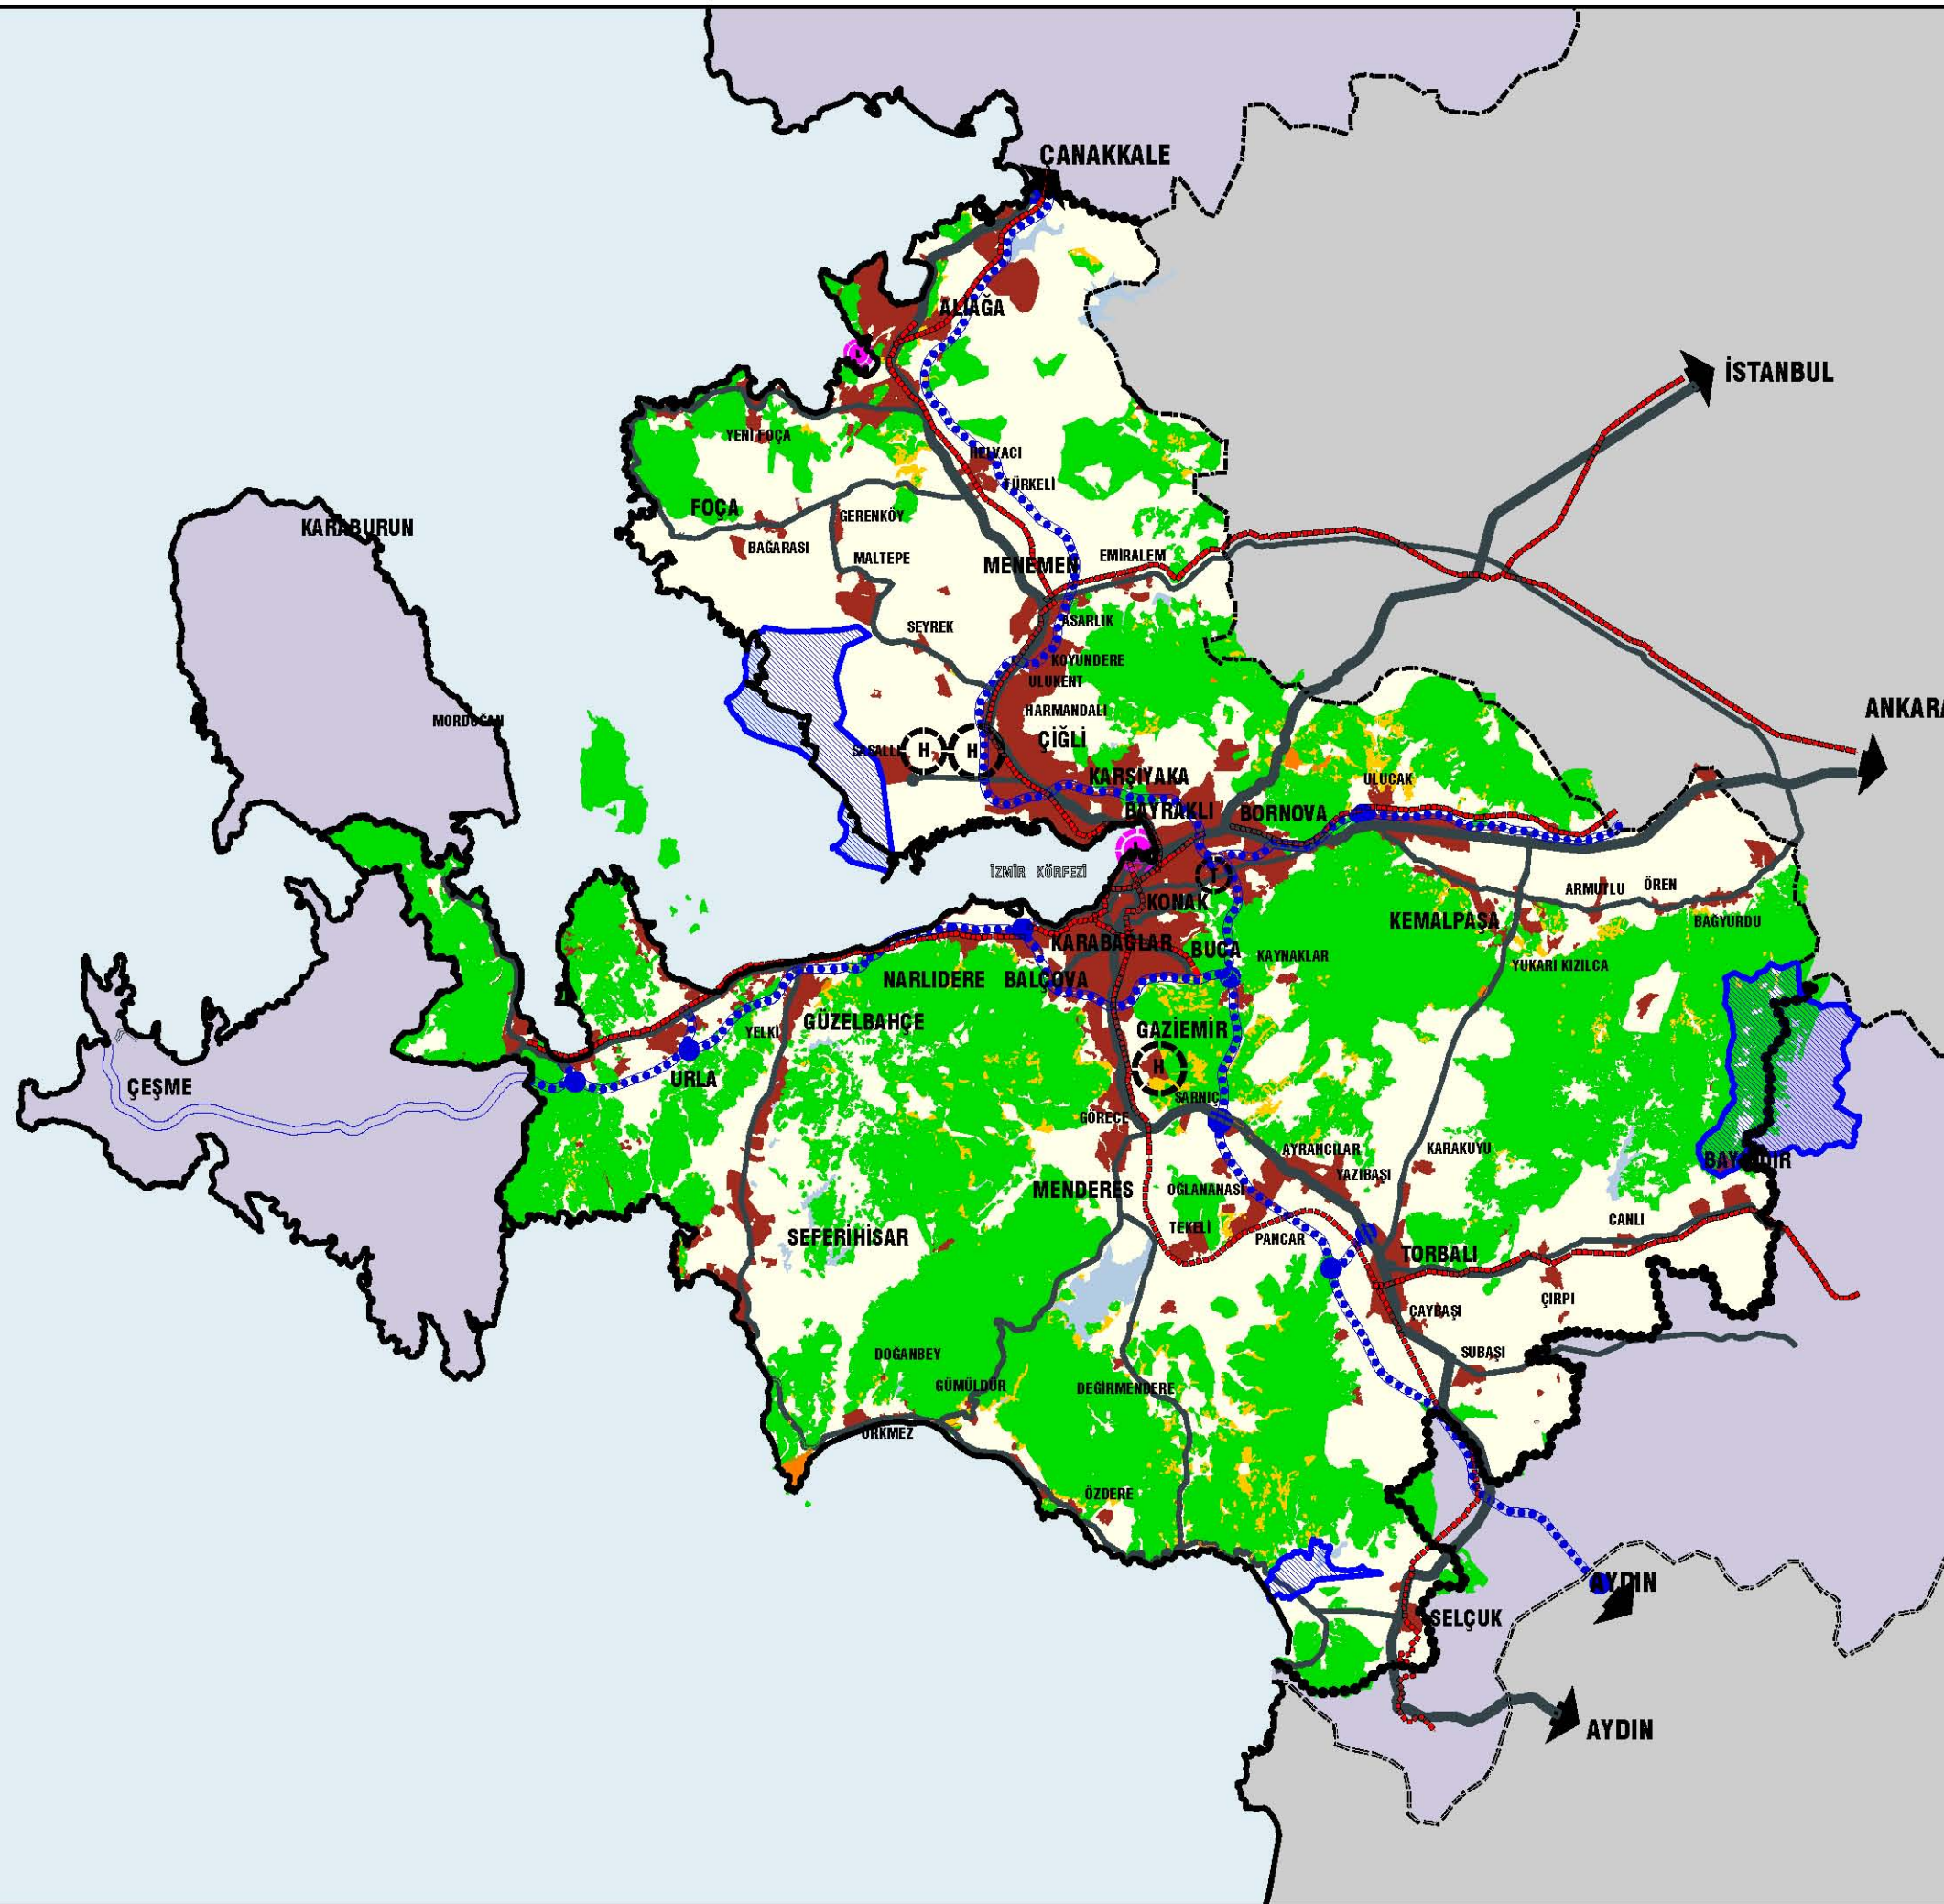 ÇANAKKALE
ALİAĞA
İSTANBUL
YENİ FOÇA
HELVACI
TÜRKELİ
FOÇA
GERENKÖY
KARABURUN
BAĞARASI
MALTEPE
MENEMEN
EMİRALEM
SEYREK
ASARLIK
KOYUNDERE
ULUKENT
HARMANDALI
MORDOĞAN
ANKARA
ÇİĞLİ
SASALLI
H
H
KARŞIYAKA
ULUCAK
BAYRAKLI
BORNOVA
L
L
İZMİR KÖRFEZİ
T
KONAK
ARMUTLU
ÖREN
KEMALPAŞA
BAĞYURDU
KARABAĞLAR
BUCA
KAYNAKLAR
YUKARI KIZILCA
NARLIDERE
BALÇOVA
GÜZELBAHÇE
YELKİ
GAZİEMİR
H
ÇEŞME
URLA
SARNIÇ
GÖRECE
AYRANCILAR
KARAKUYU
YAZIBAŞI
BAYINDIR
MENDERES
OĞLANANASI
TEKELİ
CANLI
SEFERİHİSAR
PANCAR
TORBALI
ÇAYBAŞI
ÇIRPI
DOĞANBEY
SUBAŞI
GÜMÜLDÜR
DEĞİRMENDERE
ÜRKMEZ
ÖZDERE
AYDIN
SELÇUK
AYDIN